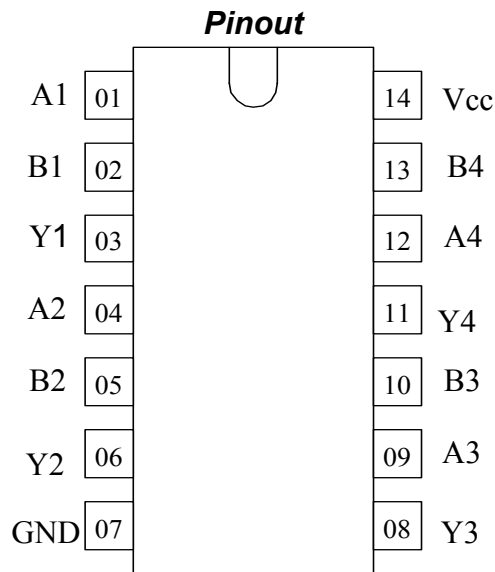 Pinout
A1 01 14 Vcc
B1 02 13 B4
Y1 03 12 A4
A2 04 11 Y4
B2 05 10 B3
Y2 06 09 A3
GND 07 08 Y3